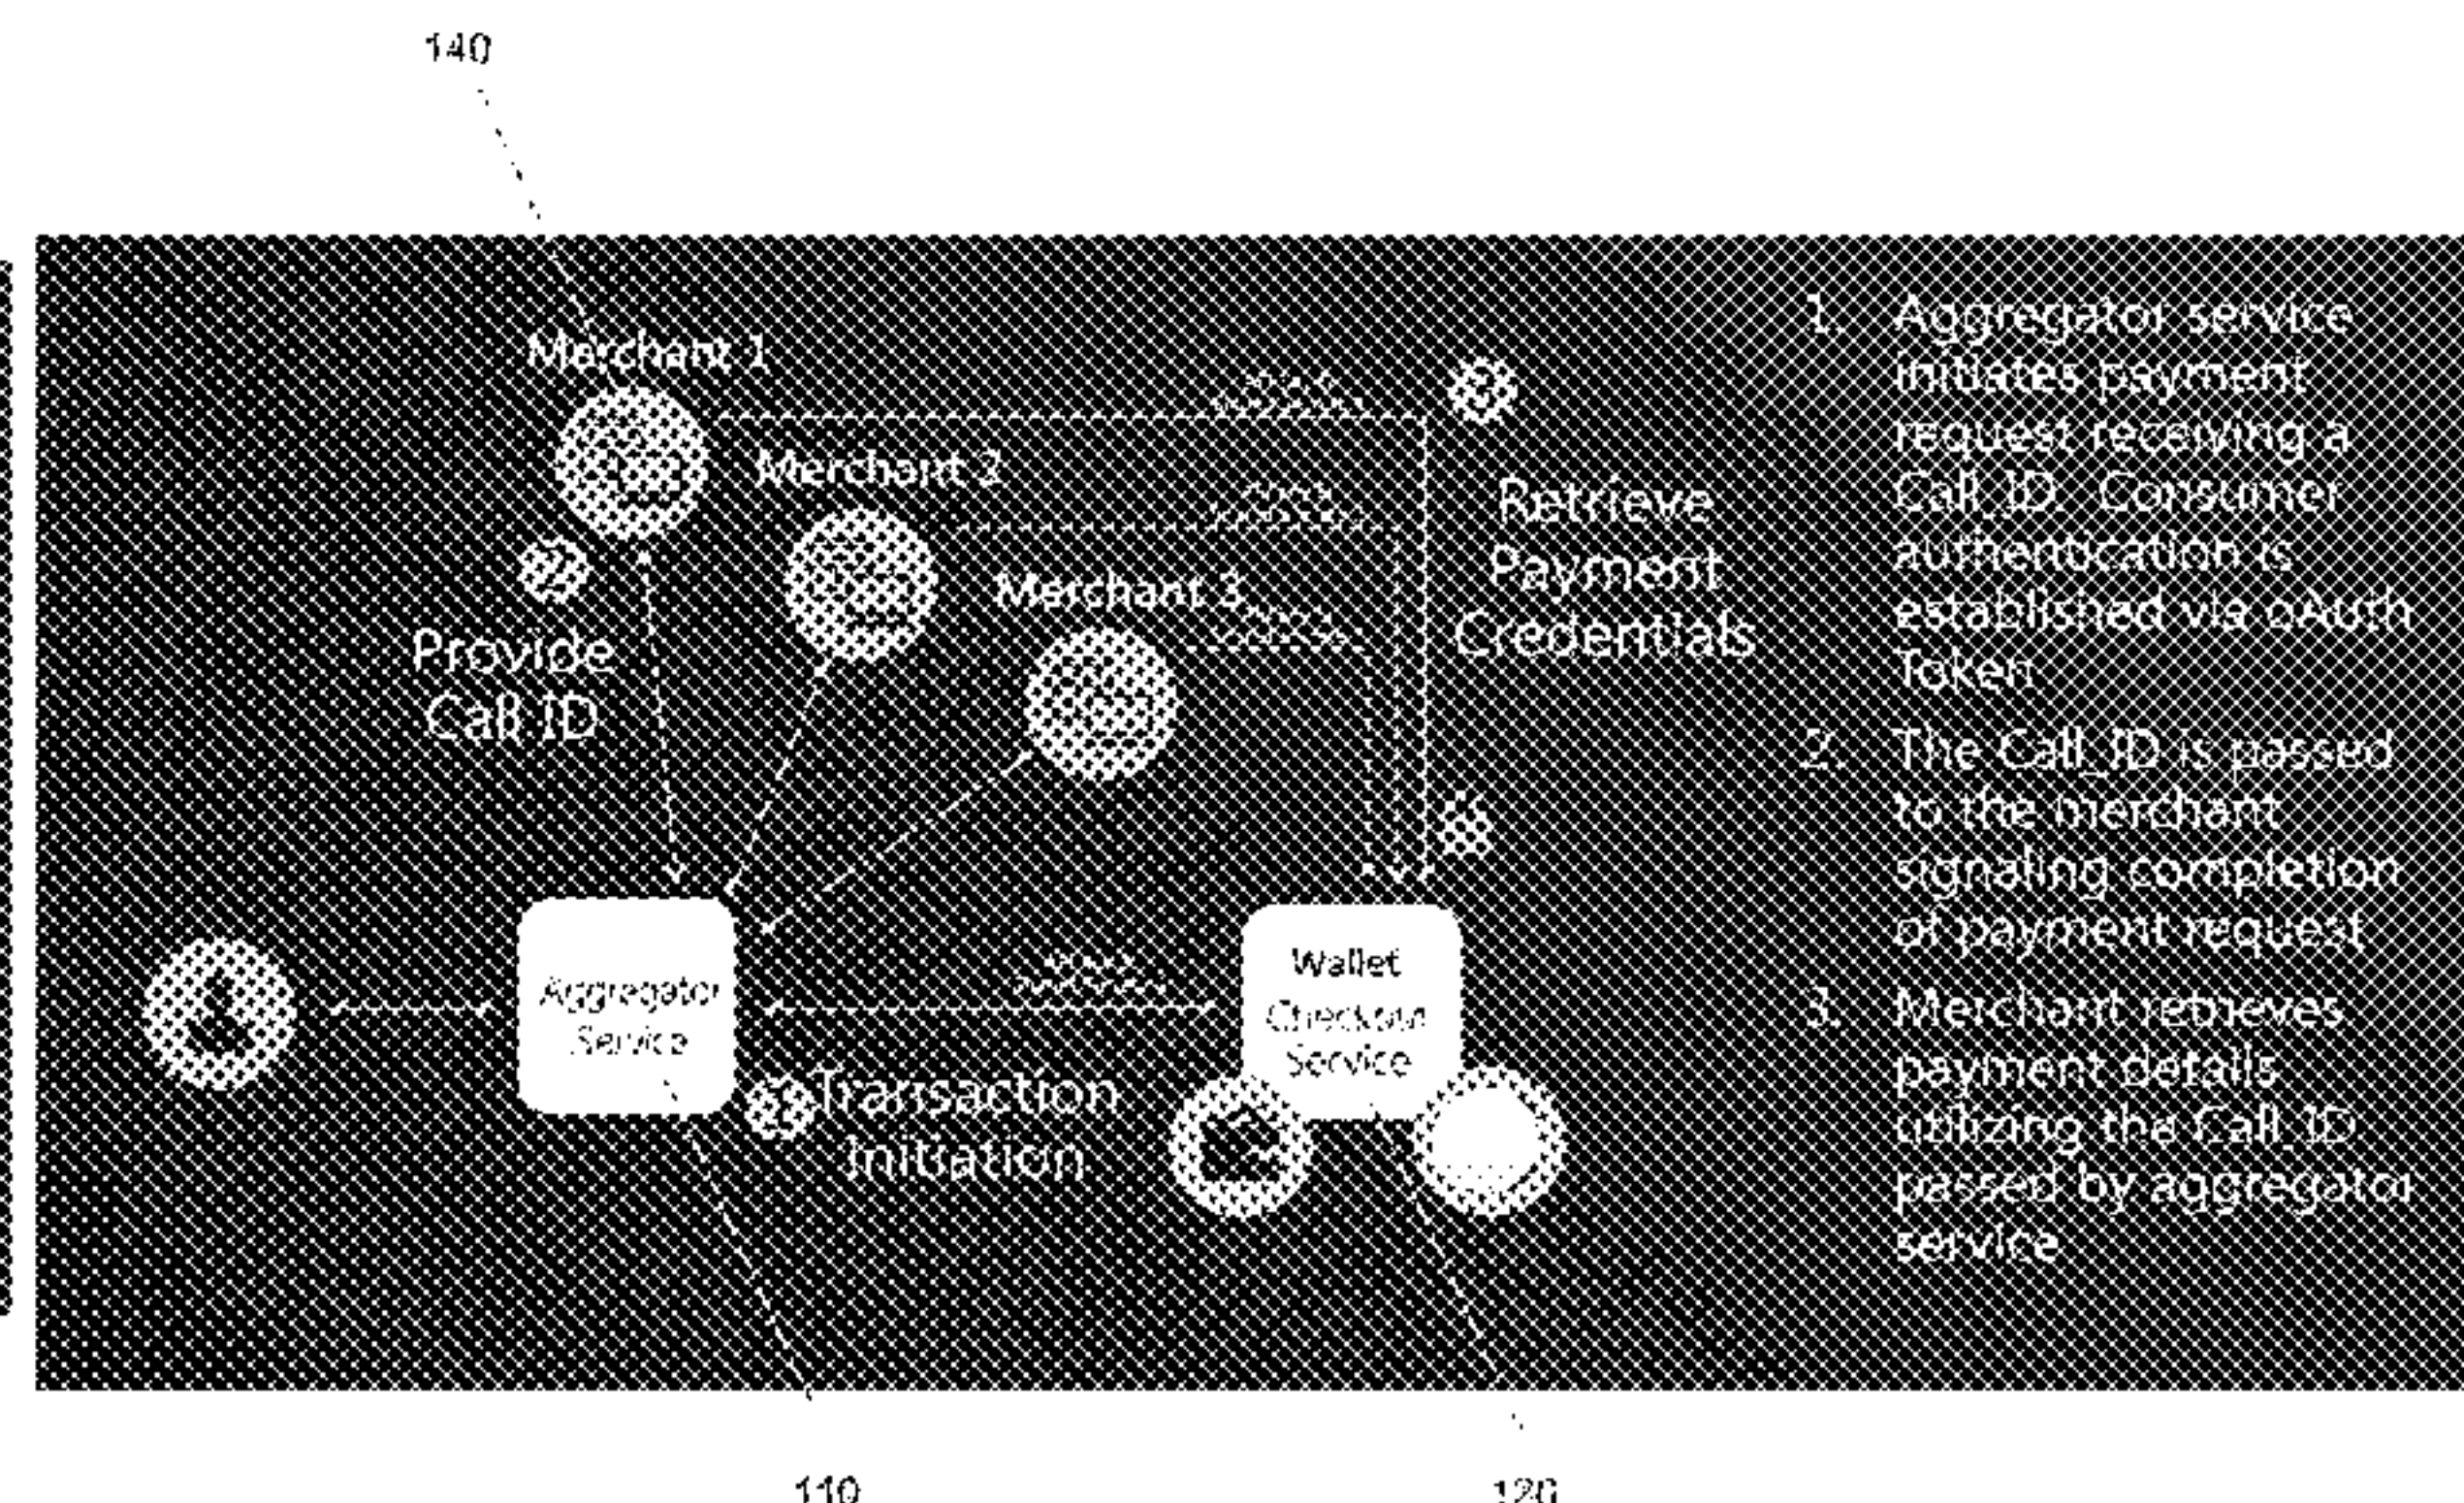 140
Merchant 1
Merchant 2
Merchant 3
2
Provide
Call ID
3
Retrieve
Payment
Credentials
Aggregator
Service
Wallet
Checkout
Service
Transaction
Initiation
1. Aggregator service
initiates payment
request receiving a
Call_ID. Consumer
authentication is
established via oAuth
Token
2. The Call_ID is passed
to the merchant
signaling completion
of payment request
3. Merchant retrieves
payment details
utilizing the Call_ID
passed by aggregator
service
110
120